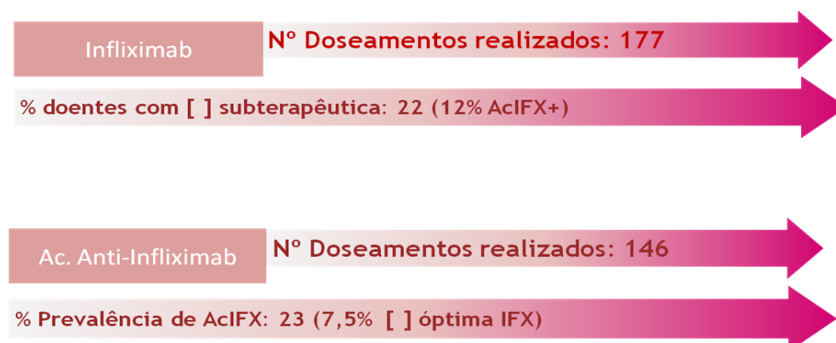 Infliximab
Nº Doseamentos realizados: 177
% doentes com [ ] subterapêutica: 22 (12% AcIFX+)
Ac. Anti-Infliximab
Nº Doseamentos realizados: 146
% Prevalência de AcIFX: 23 (7,5% [ ] óptima IFX)